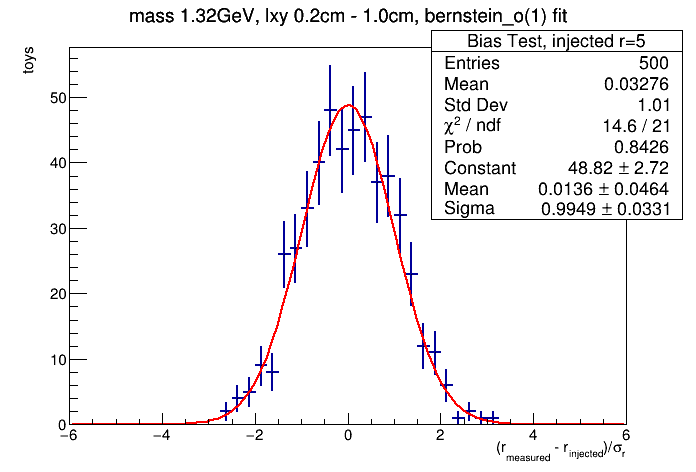 mass 1.32GeV, lxy 0.2cm - 1.0cm, bernstein_o(1) fit
toys
Bias Test, injected r=5
Entries 500
Mean 0.03276
Std Dev 1.01
χ² / ndf 14.6 / 21
Prob 0.8426
Constant 48.82 ± 2.72
Mean 0.0136 ± 0.0464
Sigma 0.9949 ± 0.0331
50
40
30
20
10
0
−6 −4 −2 0 2 4 6
(r_measured - r_injected)/σ_r